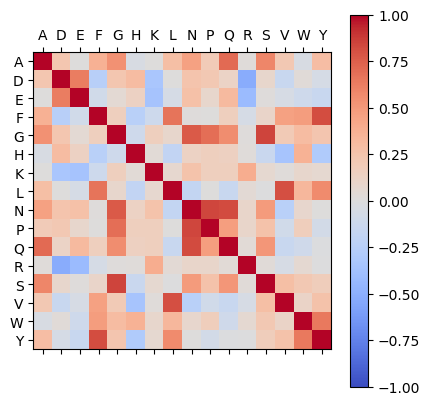 A D E F G H K L N P Q R S V W Y
A
D
E
F
G
H
K
L
N
P
Q
R
S
V
W
Y
1.00
0.75
0.50
0.25
0.00
−0.25
−0.50
−0.75
−1.00